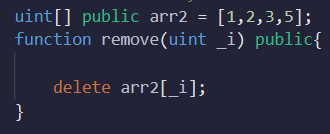 uint[] public arr2 = [1,2,3,5];
function remove(uint _i) public{
delete arr2[_i];
}